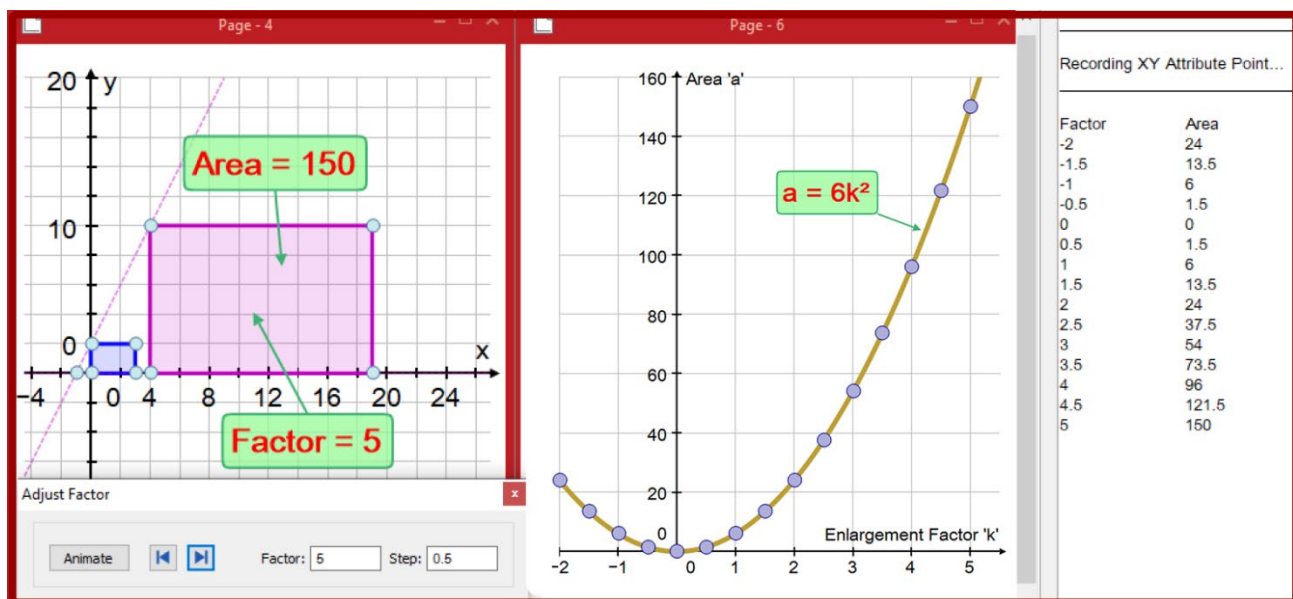 Page - 4
20
y
Area = 150
10
0
x
-4
0
4
8
12
16
20
24
Factor = 5
Adjust Factor
x
Animate
Factor: 5
Step: 0.5
Page - 6
160
Area 'a'
140
120
a = 6k²
100
80
60
40
20
0
Enlargement Factor 'k'
-2
-1
0
1
2
3
4
5
Recording XY Attribute Point...
Factor Area
-2 24
-1.5 13.5
-1 6
-0.5 1.5
0 0
0.5 1.5
1 6
1.5 13.5
2 24
2.5 37.5
3 54
3.5 73.5
4 96
4.5 121.5
5 150